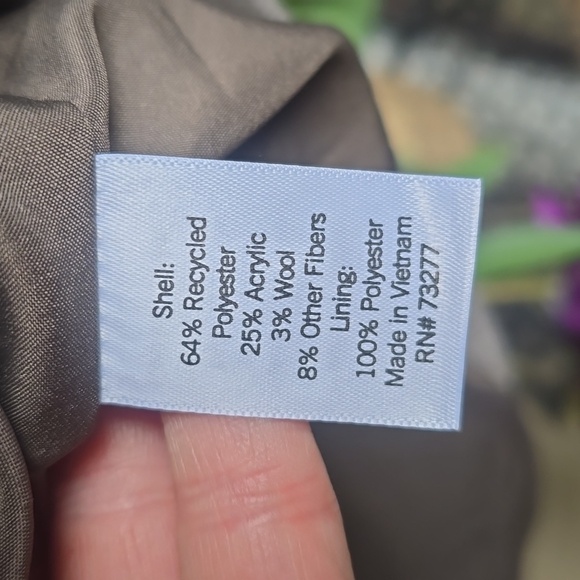 Shell:
64% Recycled
Polyester
25% Acrylic
3% Wool
8% Other Fibers
Lining:
100% Polyester
Made in Vietnam
RN# 73277